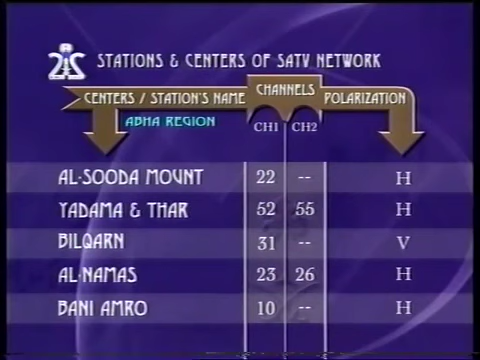 STATIONS & CENTERS OF SATV NETWORK
CENTERS / STATION'S NAME CHANNELS POLARIZATION
ABHA REGION CH1 CH2
AL-SOODA MOUNT 22 -- H
YADAMA & THAR 52 55 H
BILQARN 31 -- V
AL-NAMAS 23 26 H
BANI AMRO 10 -- H